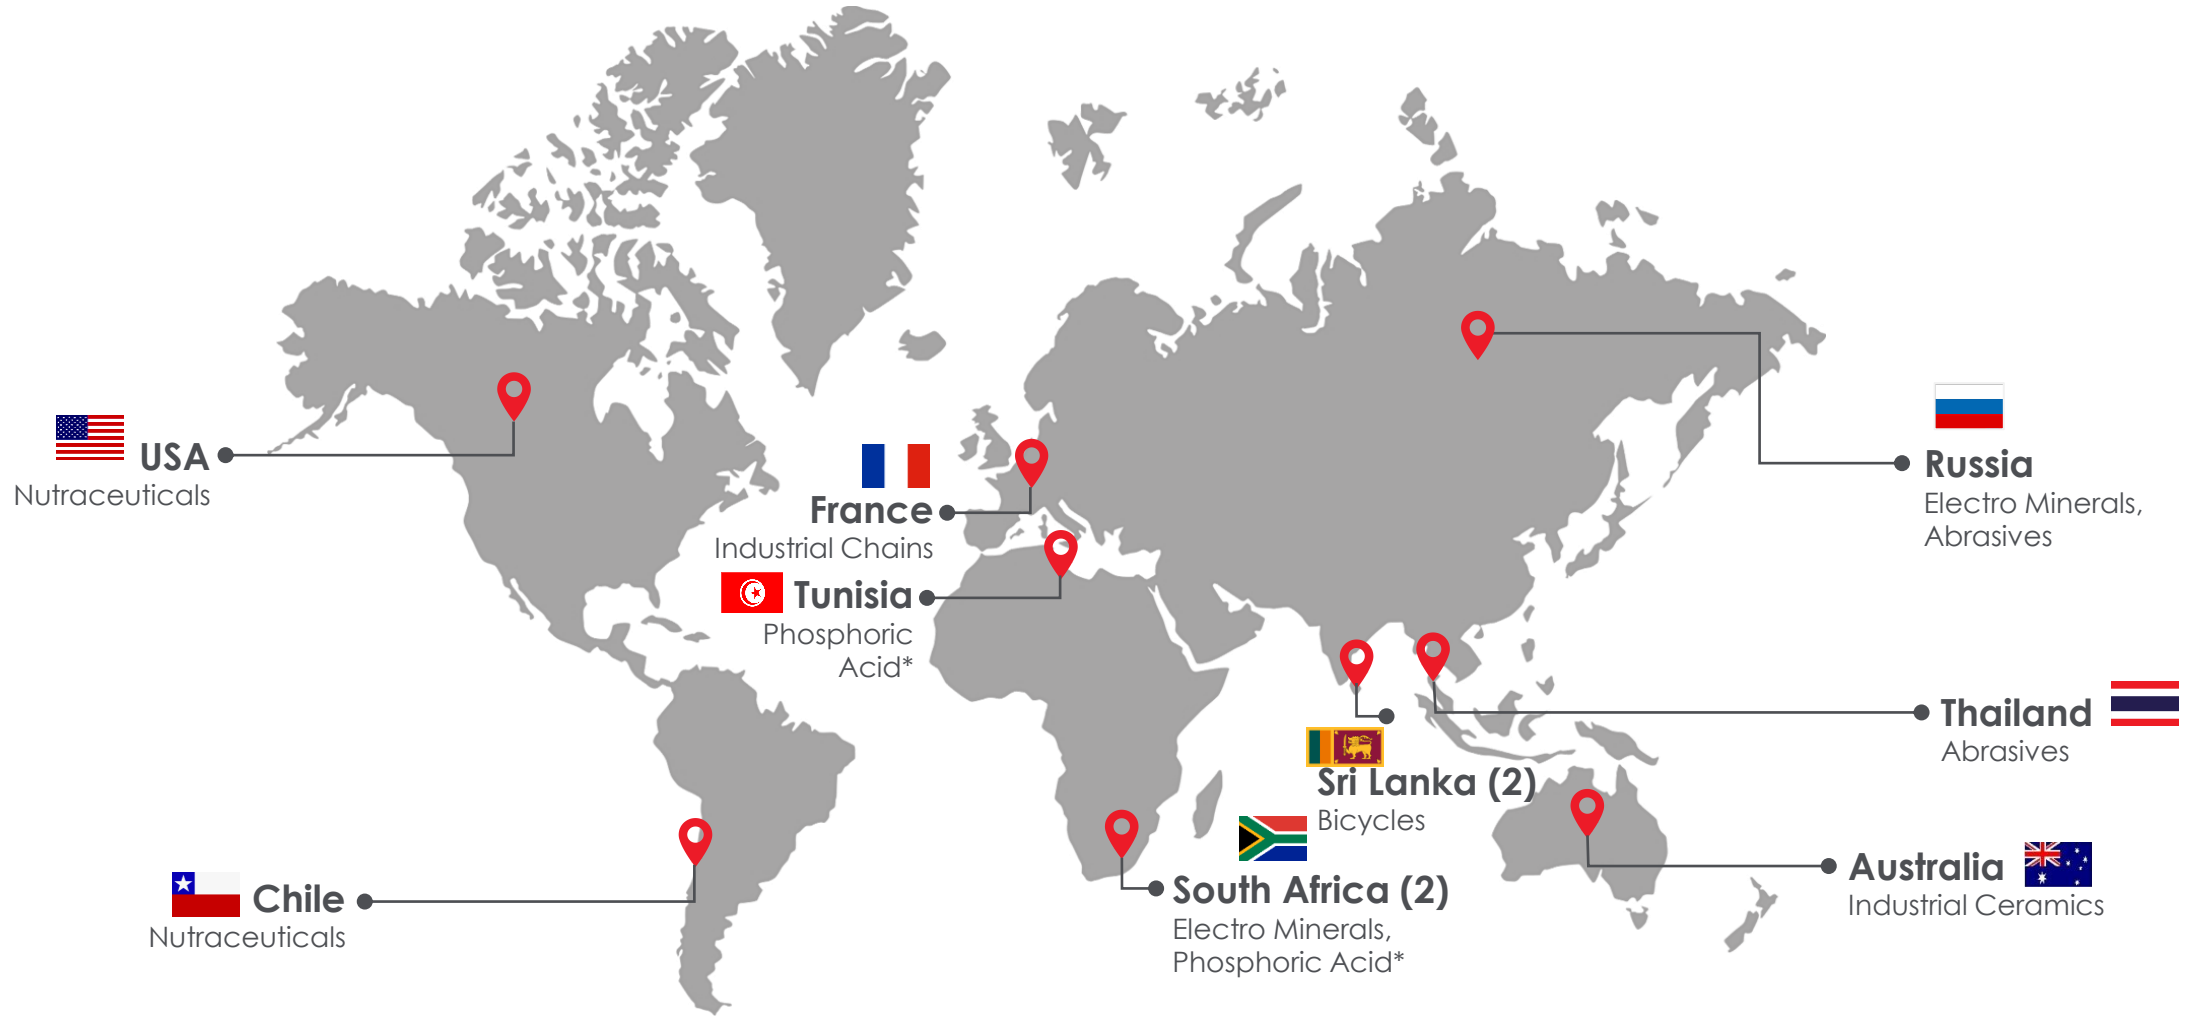 USA
Nutraceuticals
France
Industrial Chains
Tunisia
Phosphoric
Acid*
Chile
Nutraceuticals
Russia
Electro Minerals,
Abrasives
Thailand
Abrasives
Sri Lanka (2)
Bicycles
South Africa (2)
Electro Minerals,
Phosphoric Acid*
Australia
Industrial Ceramics